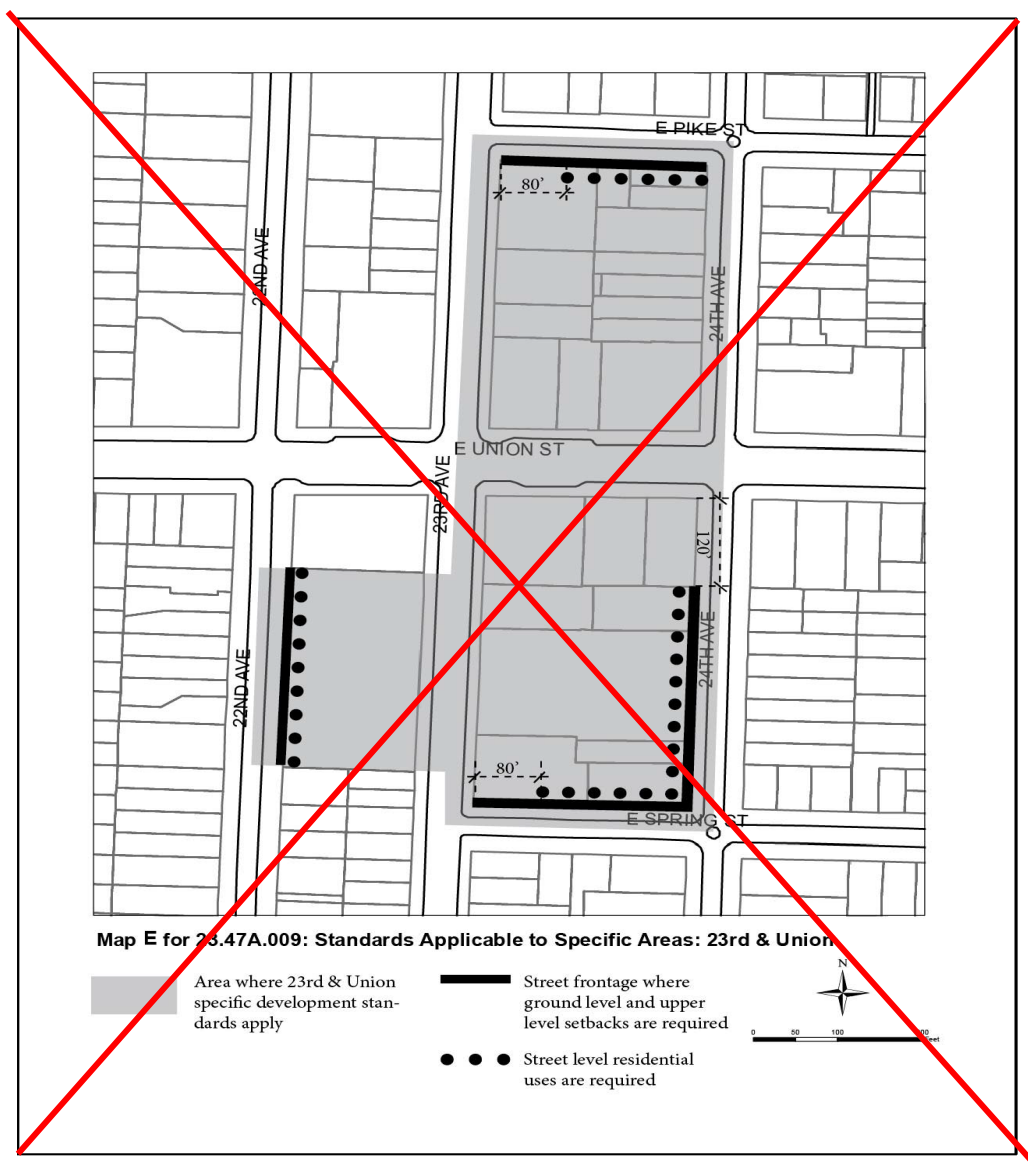 E PIKE ST
80’
22ND AVE
24TH AVE
E UNION ST
23RD AVE
120’
24TH AVE
22ND AVE
80’
E SPRING ST
Map E for 23.47A.009: Standards Applicable to Specific Areas: 23rd & Union
Area where 23rd & Union
specific development stan-
dards apply
Street frontage where
ground level and upper
level setbacks are required
Street level residential
uses are required
N
0 50 100 200
Feet